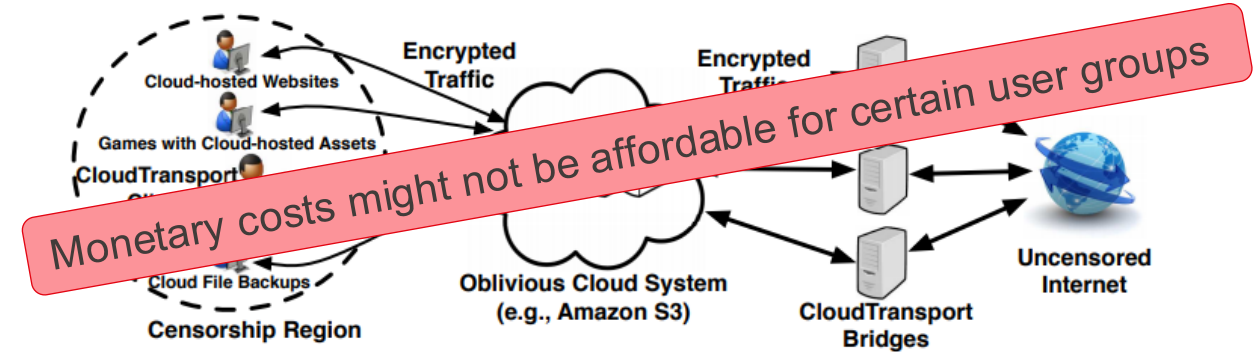 Encrypted
Traffic
Encrypted
Traffic
Cloud-hosted Websites
Games with Cloud-hosted Assets
CloudTransport
Monetary costs might not be affordable for certain user groups
Cloud File Backups
Censorship Region
Oblivious Cloud System
(e.g., Amazon S3)
CloudTransport
Bridges
Uncensored
Internet